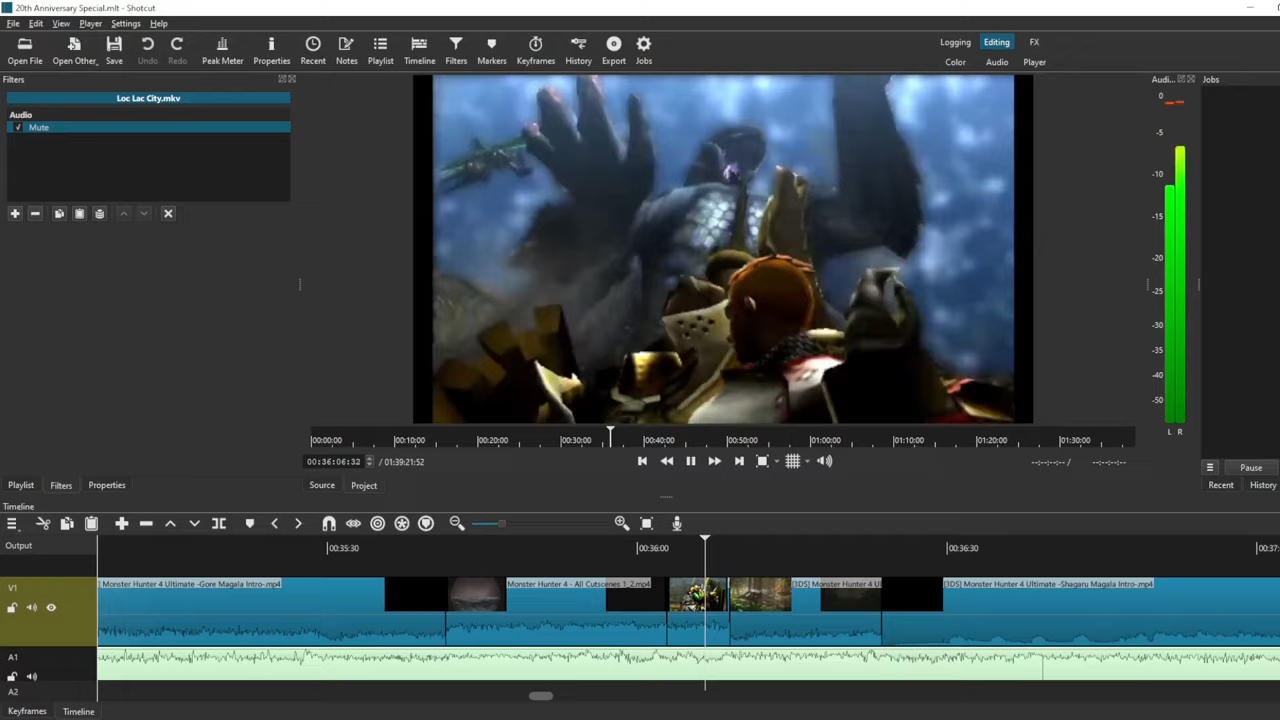 20th Anniversary Special.mlt - Shotcut
File Edit View Player Settings Help
Open File Open Other.. Save Undo Redo Peak Meter Properties Recent Notes Playlist Timeline Filters Markers Keyframes History Export Jobs
Logging Editing FX
Color Audio Player
Filters
Audi...
Jobs
Loc Lac City.mkv
Audio
Mute
0
-5
-10
-15
-20
-25
-30
-35
-40
-50
L R
00:00:00 00:10:00 00:20:00 00:30:00 00:40:00 00:50:00 01:00:00 01:10:00 01:20:00 01:30:00
00:36:06:32 / 01:39:21:52
--:--:--:-- / --:--:--:--
Pause
Playlist Filters Properties
Source Project
Recent History
Timeline
Output
00:35:30 00:36:00 00:36:30 00:37:
V1
] Monster Hunter 4 Ultimate -Gore Magala Intro-.mp4
Monster Hunter 4 - All Cutscenes 1_2.mp4
[3DS] Monster Hunter 4 Ul
[3DS] Monster Hunter 4 Ultimate -Shagaru Magala Intro-.mp4
A1
A2
Keyframes Timeline